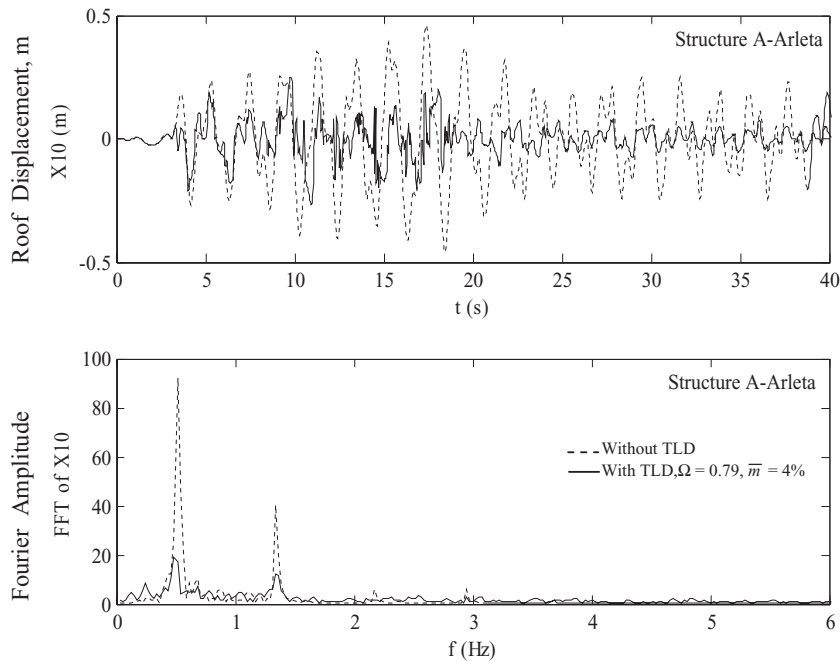 Roof Displacement, m
X10 (m)
0.5
0
-0.5
Structure A-Arleta
0 5 10 15 20 25 30 35 40
t (s)
Fourier Amplitude
FFT of X10
100
80
60
40
20
0
Structure A-Arleta
Without TLD
With TLD,Ω = 0.79, m̅ = 4%
0 1 2 3 4 5 6
f (Hz)